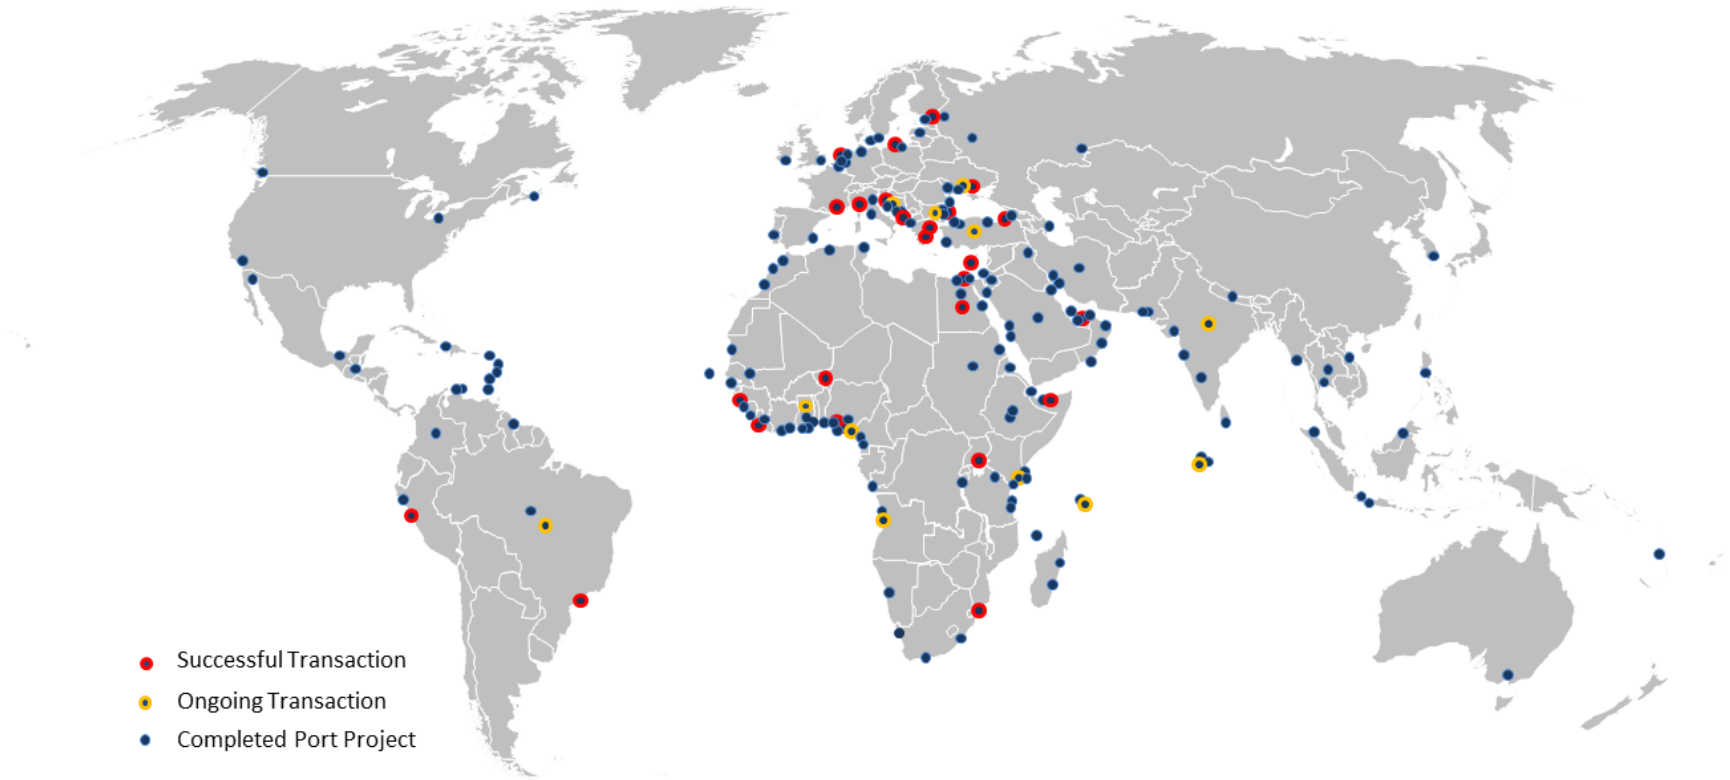 Successful Transaction
Ongoing Transaction
Completed Port Project